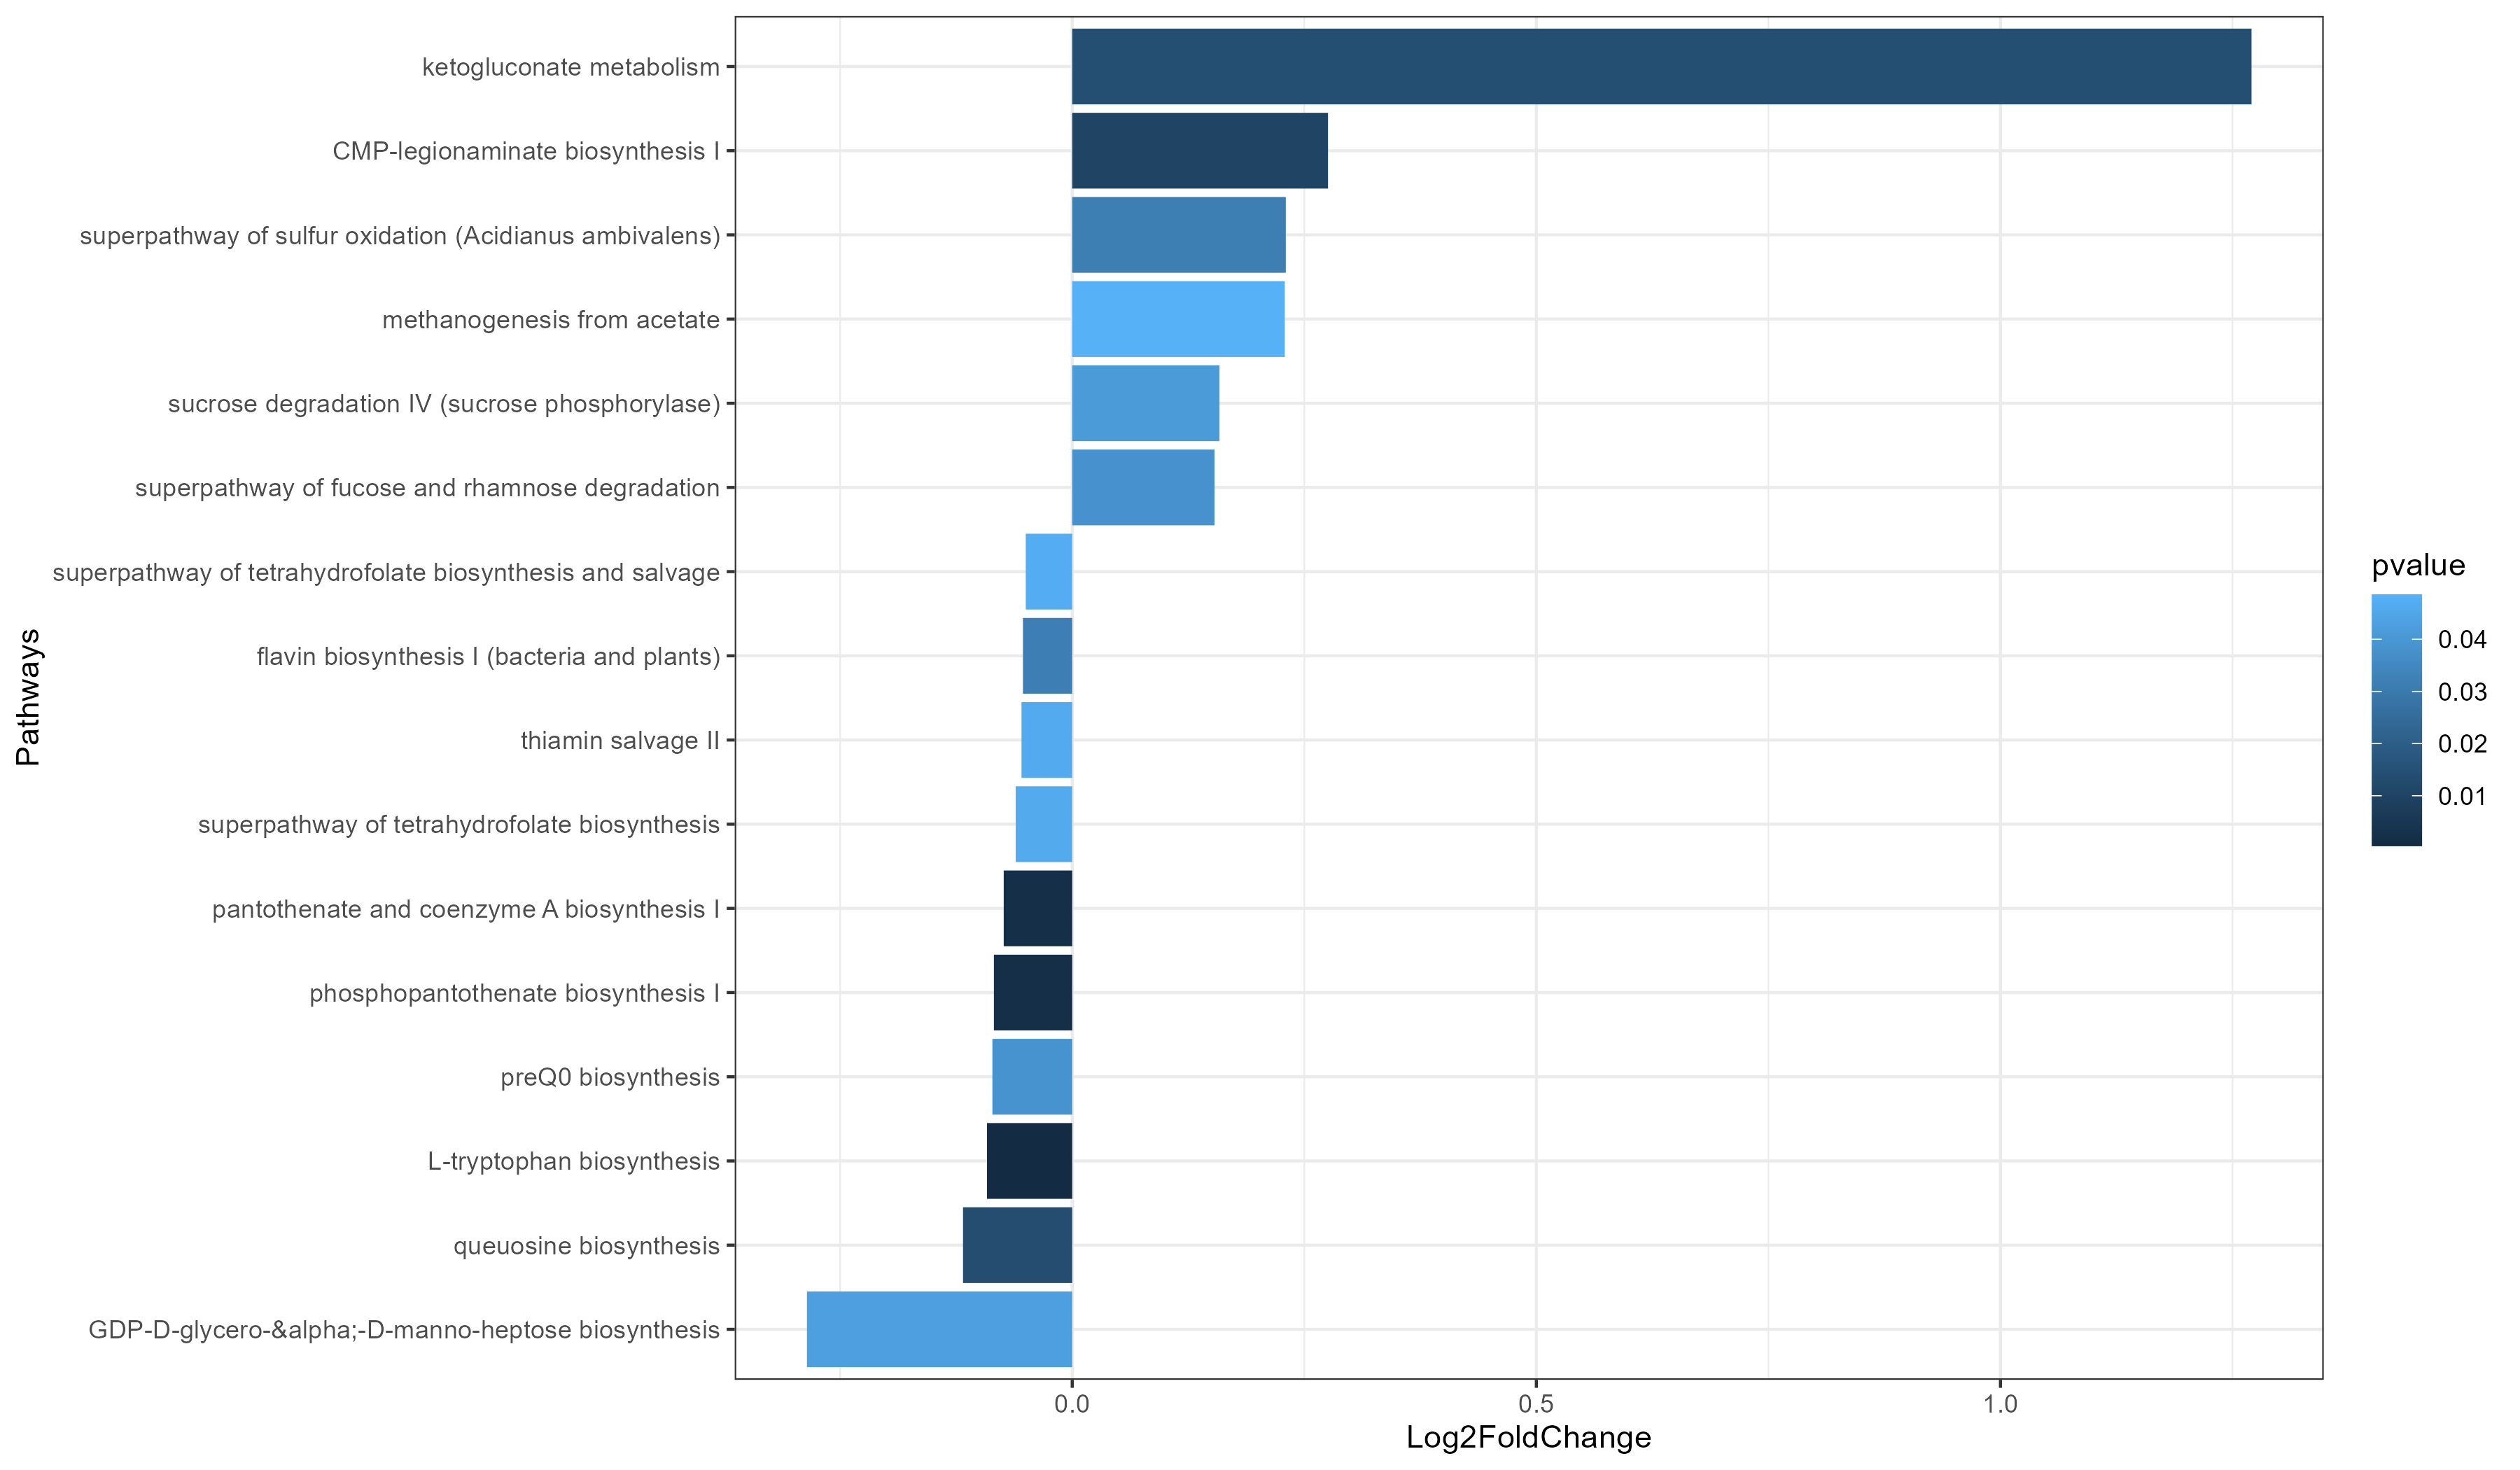 ketogluconate metabolism
CMP-legionaminate biosynthesis I
superpathway of sulfur oxidation (Acidianus ambivalens)
methanogenesis from acetate
sucrose degradation IV (sucrose phosphorylase)
superpathway of fucose and rhamnose degradation
superpathway of tetrahydrofolate biosynthesis and salvage
flavin biosynthesis I (bacteria and plants)
thiamin salvage II
superpathway of tetrahydrofolate biosynthesis
pantothenate and coenzyme A biosynthesis I
phosphopantothenate biosynthesis I
preQ0 biosynthesis
L-tryptophan biosynthesis
queuosine biosynthesis
GDP-D-glycero-&alpha;-D-manno-heptose biosynthesis
Pathways
0.0 0.5 1.0
Log2FoldChange
pvalue
0.04
0.03
0.02
0.01